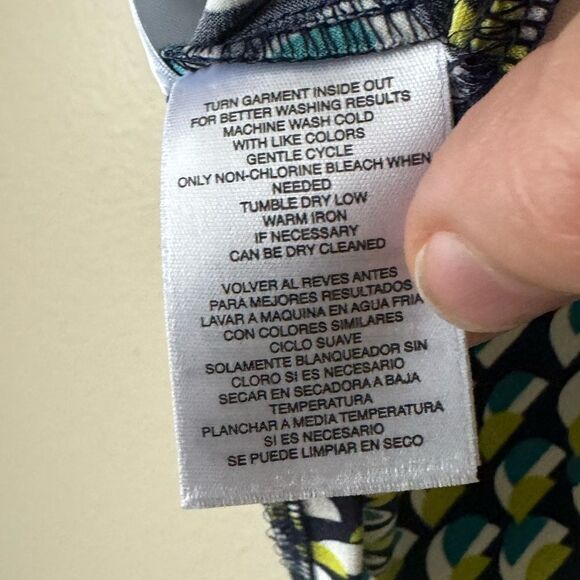 TURN GARMENT INSIDE OUT
FOR BETTER WASHING RESULTS
MACHINE WASH COLD
WITH LIKE COLORS
GENTLE CYCLE
ONLY NON-CHLORINE BLEACH WHEN
NEEDED
TUMBLE DRY LOW
WARM IRON
IF NECESSARY
CAN BE DRY CLEANED
VOLVER AL REVES ANTES
PARA MEJORES RESULTADOS
LAVAR A MAQUINA EN AGUA FRIA
CON COLORES SIMILARES
CICLO SUAVE
SOLAMENTE BLANQUEADOR SIN
CLORO SI ES NECESARIO
SECAR EN SECADORA A BAJA
TEMPERATURA
PLANCHAR A MEDIA TEMPERATURA
SI ES NECESARIO
SE PUEDE LIMPIAR EN SECO